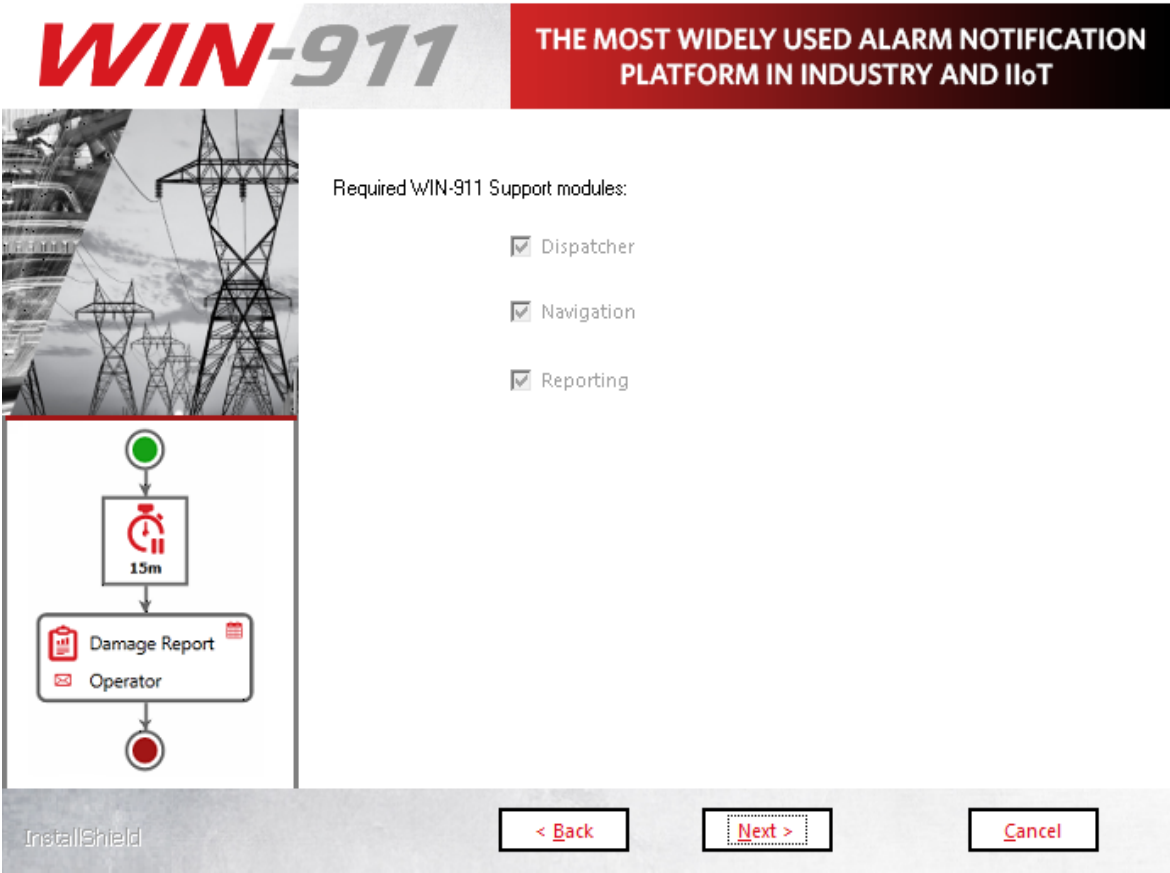 WIN-911
THE MOST WIDELY USED ALARM NOTIFICATION
PLATFORM IN INDUSTRY AND IIoT
Required WIN-911 Support modules:
Dispatcher
Navigation
Reporting
15m
Damage Report
Operator
InstallShield
< Back
Next >
Cancel